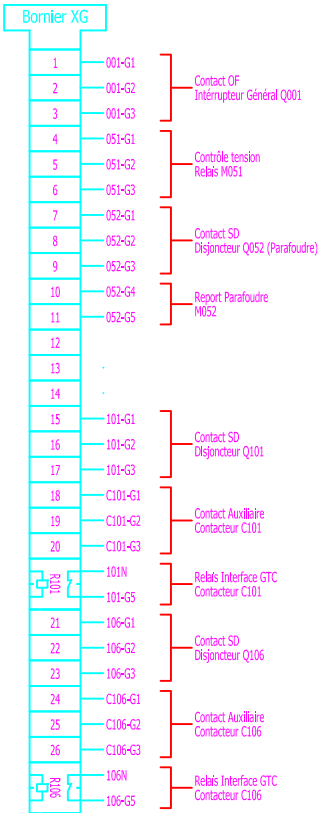 Bornier XG
1 001-G1
2 001-G2
3 001-G3
Contact OF
Intérrupteur Général Q001
4 051-G1
5 051-G2
6 051-G3
Contrôle tension
Relais M051
7 052-G1
8 052-G2
9 052-G3
Contact SD
Disjoncteur Q052 (Parafoudre)
10 052-G4
11 052-G5
Report Parafoudre
M052
12
13
14
15 101-G1
16 101-G2
17 101-G3
Contact SD
Disjoncteur Q101
18 C101-G1
19 C101-G2
20 C101-G3
Contact Auxiliaire
Contacteur C101
R101
101N
101-G5
Relais Interface GTC
Contacteur C101
21 106-G1
22 106-G2
23 106-G3
Contact SD
Disjoncteur Q106
24 C106-G1
25 C106-G2
26 C106-G3
Contact Auxiliaire
Contacteur C106
R106
106N
106-G5
Relais Interface GTC
Contacteur C106